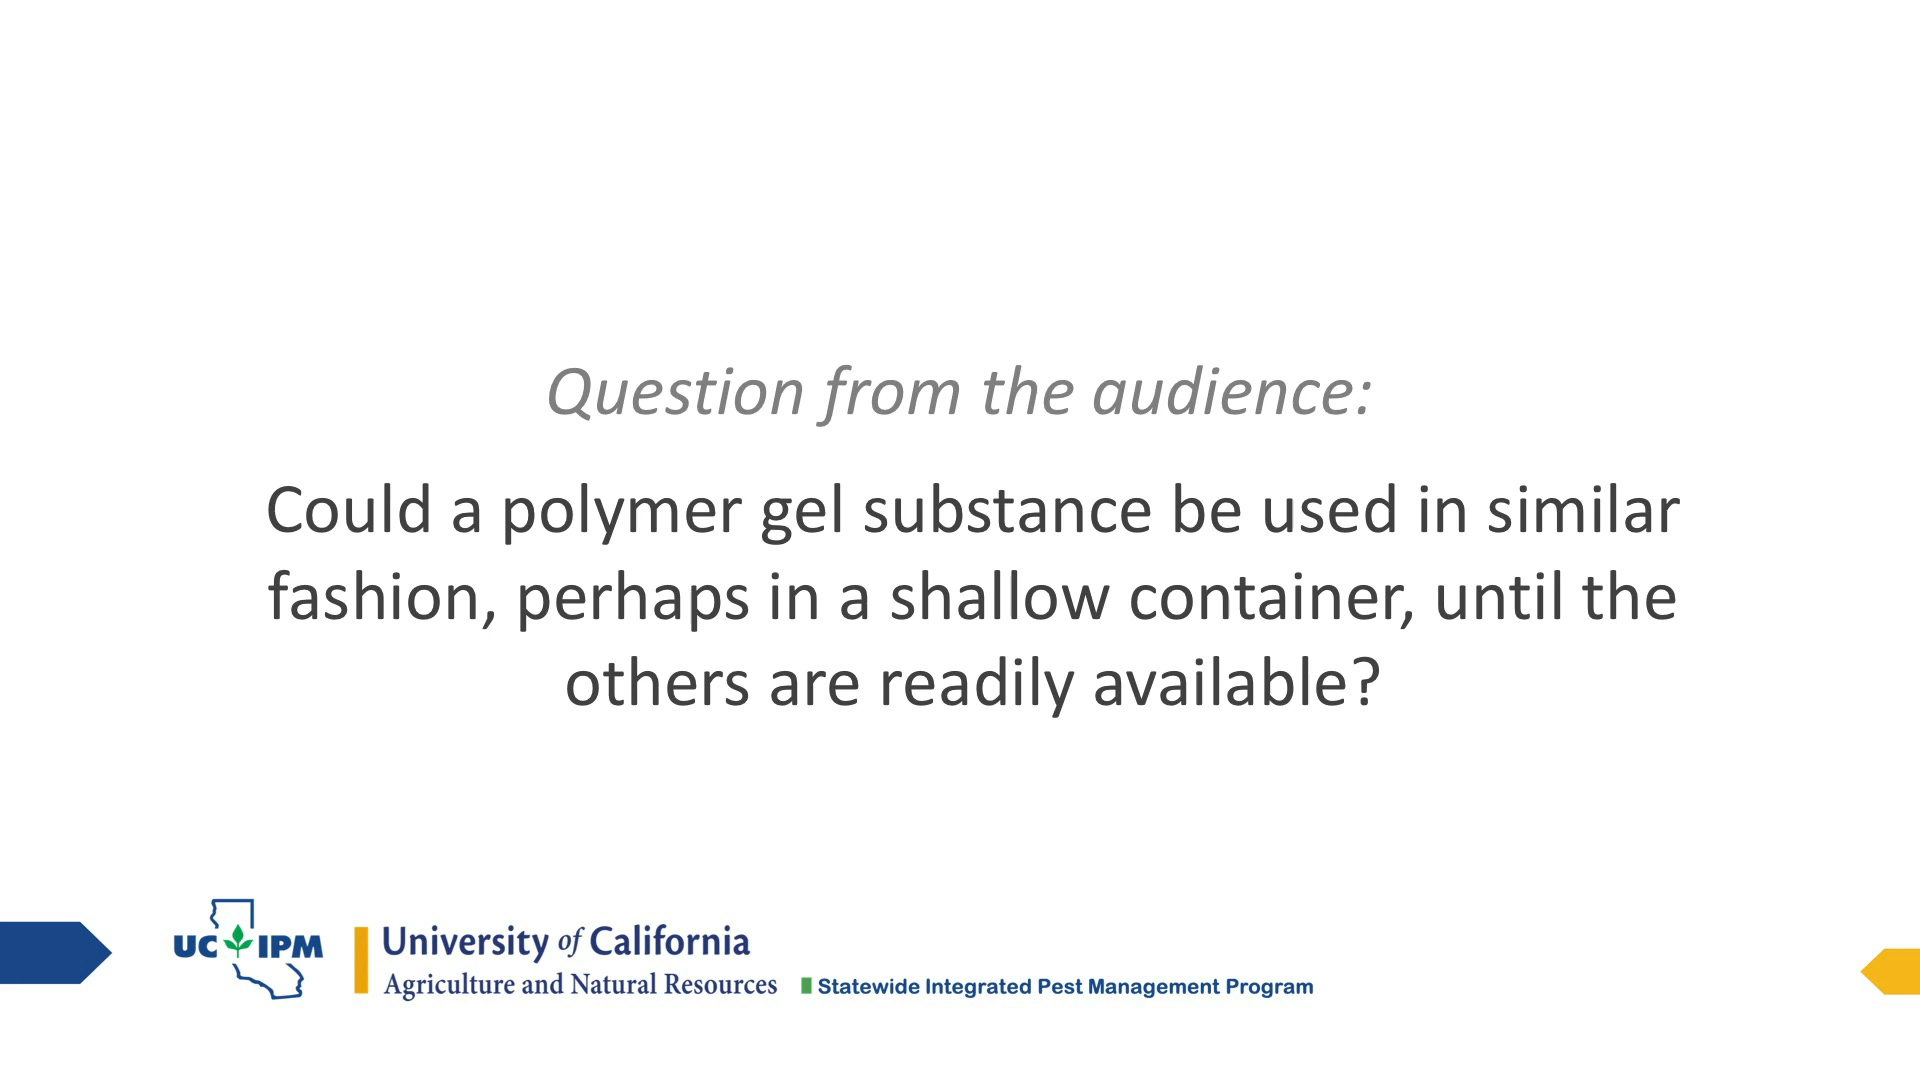 Question from the audience:
Could a polymer gel substance be used in similar
fashion, perhaps in a shallow container, until the
others are readily available?
UC IPM
University of California
Agriculture and Natural Resources
Statewide Integrated Pest Management Program